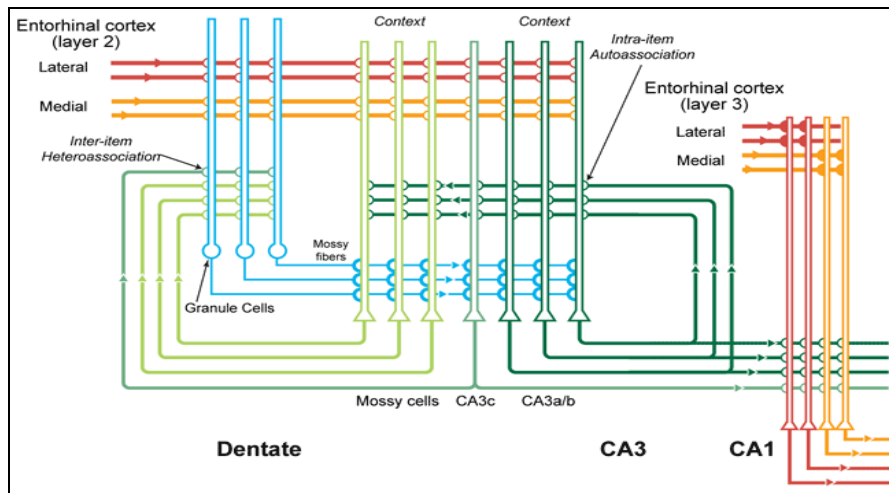 Context
Context
Entorhinal cortex
(layer 2)
Lateral
Medial
Intra-item
Autoassociation
Entorhinal cortex
(layer 3)
Lateral
Medial
Inter-item
Heteroassociation
Mossy
fibers
Granule Cells
Mossy cells
CA3c
CA3a/b
Dentate
CA3
CA1